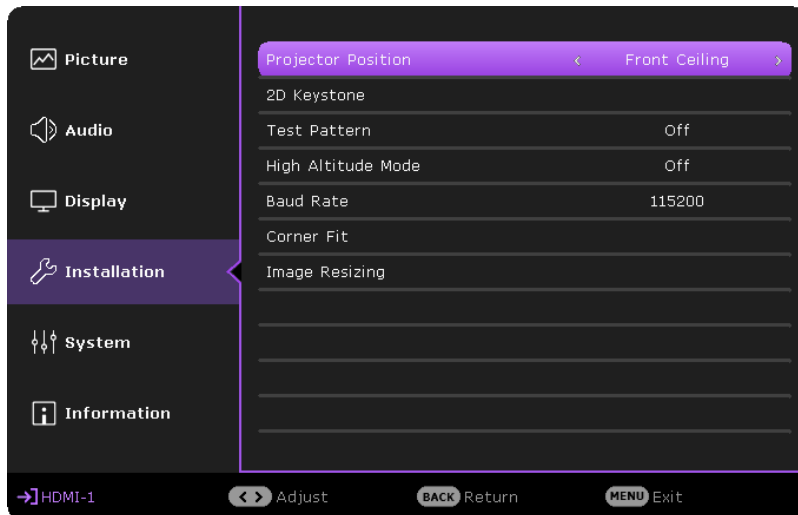 Picture
Audio
Display
Installation
System
Information
Projector Position < Front Ceiling >
2D Keystone
Test Pattern Off
High Altitude Mode Off
Baud Rate 115200
Corner Fit
Image Resizing
HDMI-1 < > Adjust BACK Return MENU Exit